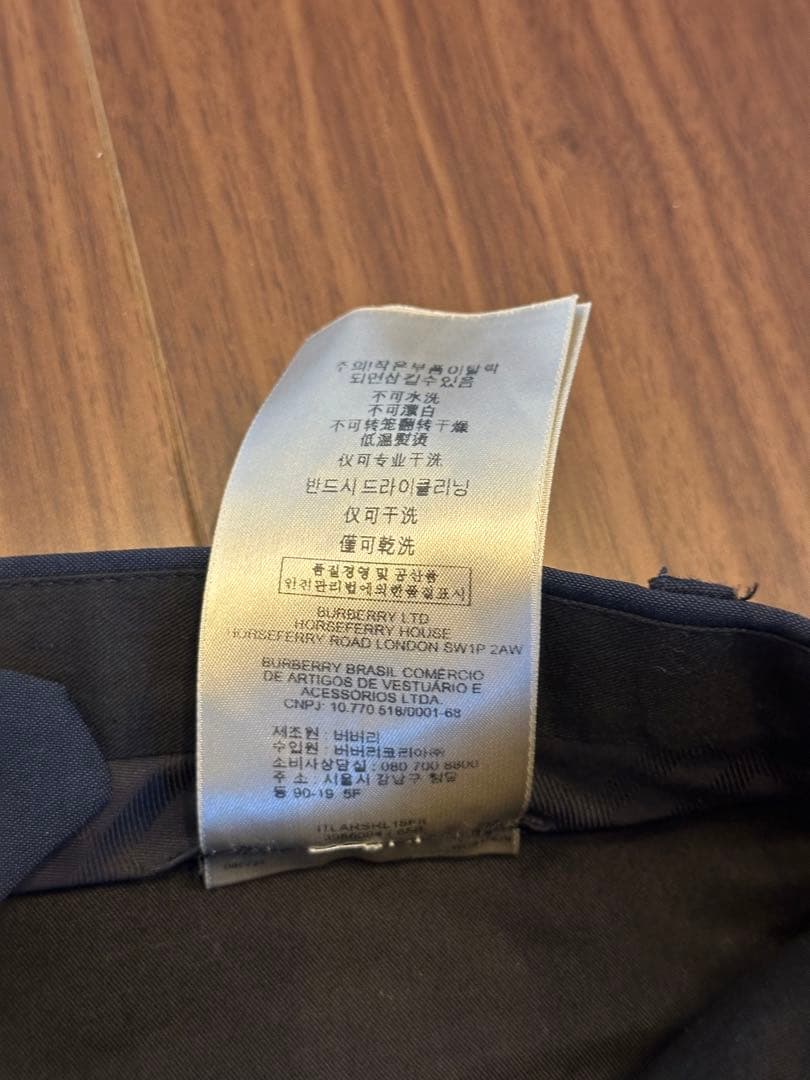 주의!작은부품이탈락
되면삼킬수있음
不可水洗
不可漂白
不可转笼翻转干燥
低温熨烫
仅可专业干洗
반드시드라이클리닝
仅可干洗
僅可乾洗
품질경영 및 공산품
안전관리법에의한품질표시
BURBERRY LTD
HORSEFERRY HOUSE
HORSEFERRY ROAD LONDON SW1P 2AW
BURBERRY BRASIL COMÉRCIO
DE ARTIGOS DE VESTUÁRIO E
ACESSÓRIOS LTDA.
CNPJ: 10.770 518/0001-68
제조원 : 버버리
수입원 : 버버리코리아㈜
소비사상담실 : 080 700 8800
주 소 : 서울시 강남구 청담
동 90-19 5F